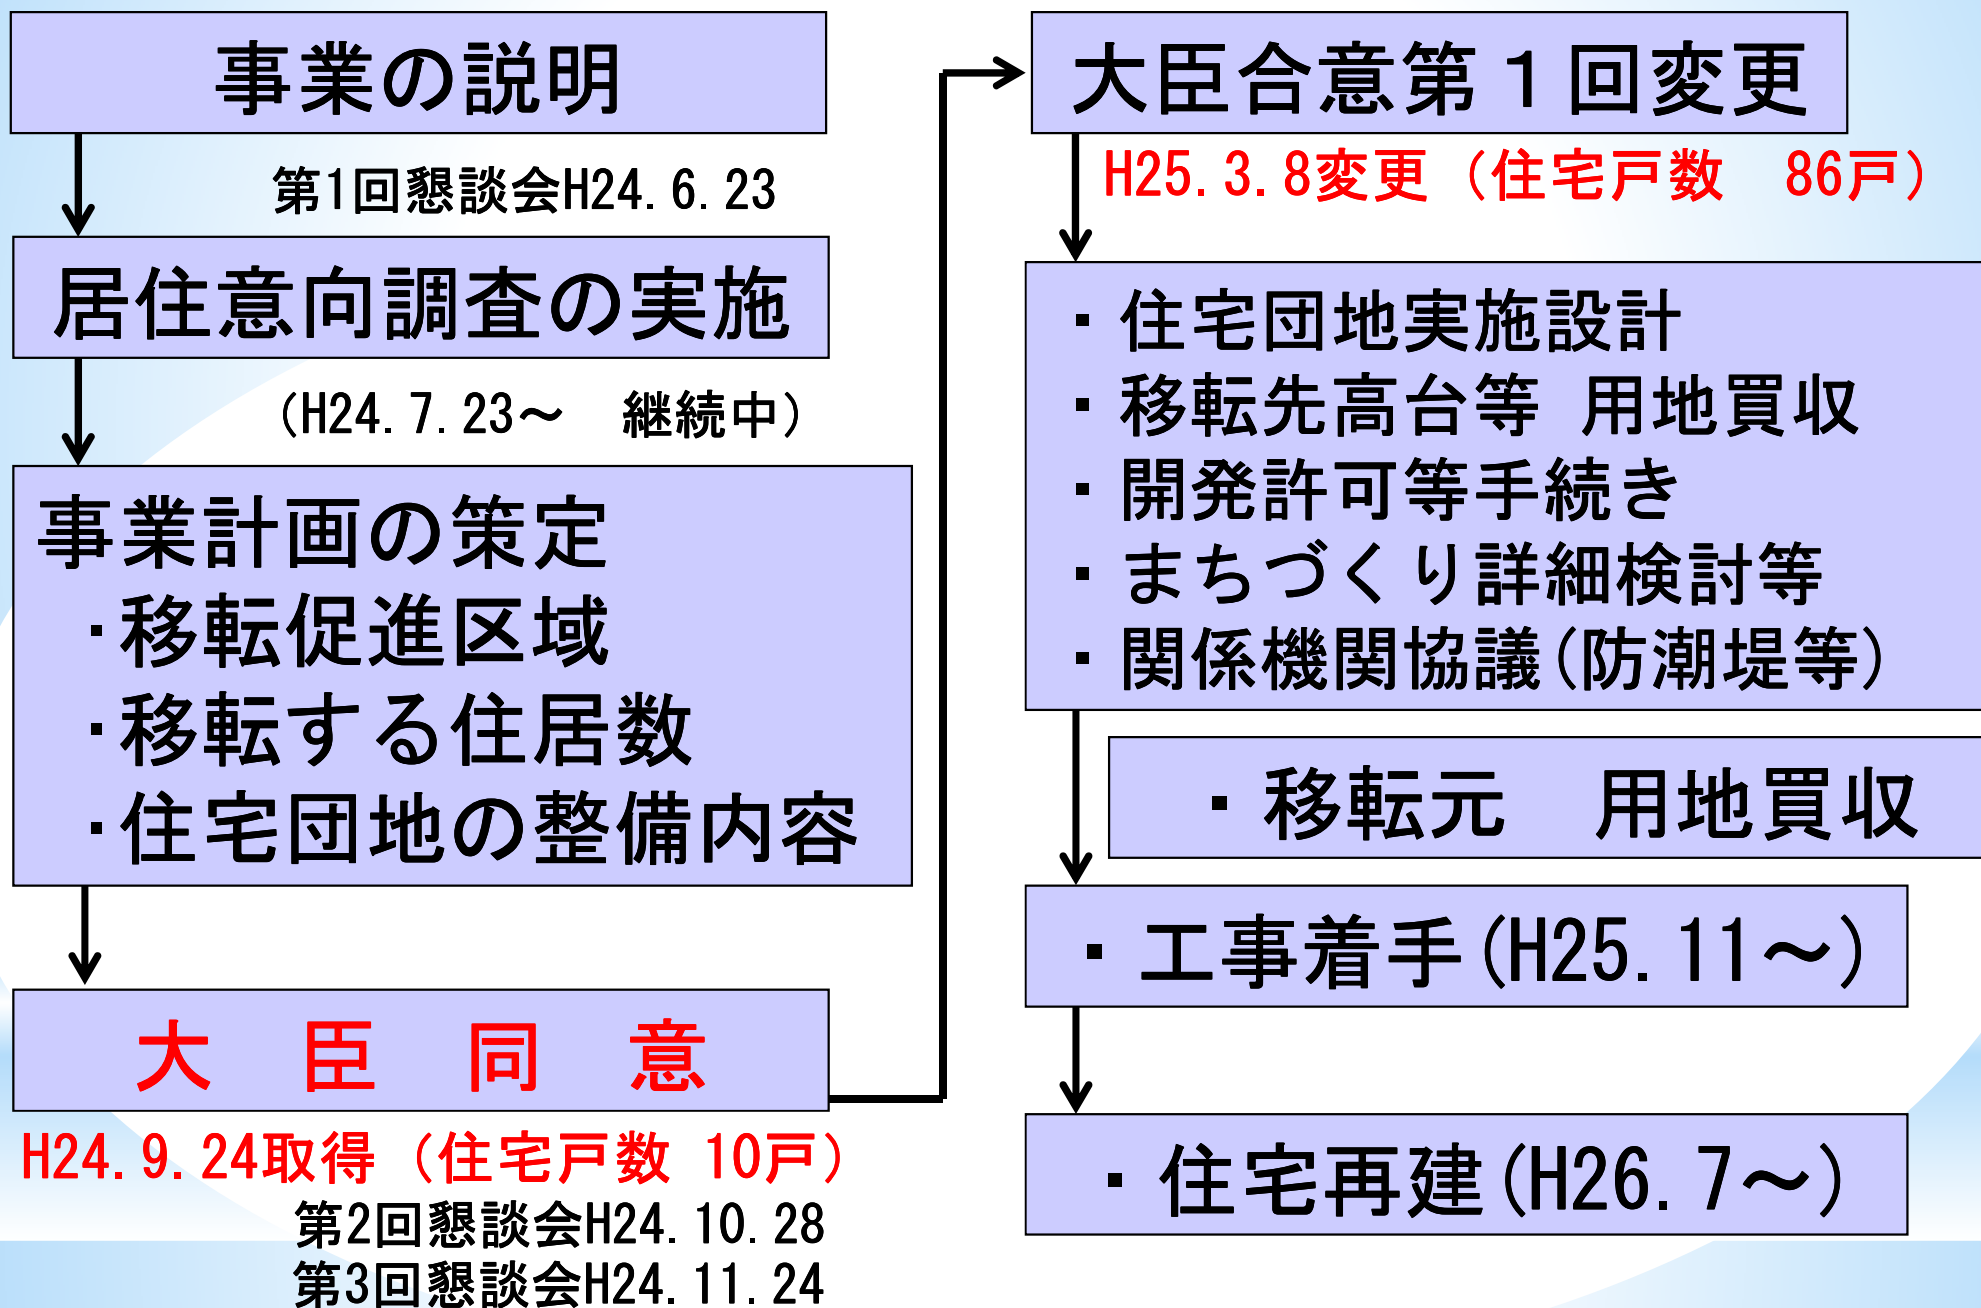 事業の説明
第1回懇談会H24.6.23
居住意向調査の実施
(H24.7.23～　継続中)
事業計画の策定
・移転促進区域
・移転する住居数
・住宅団地の整備内容
大　臣　同　意
H24.9.24取得（住宅戸数 10戸）
第2回懇談会H24.10.28
第3回懇談会H24.11.24
大臣合意第１回変更
H25.3.8変更（住宅戸数　86戸）
・住宅団地実施設計
・移転先高台等 用地買収
・開発許可等手続き
・まちづくり詳細検討等
・関係機関協議(防潮堤等)
・移転元　用地買収
・工事着手(H25.11～)
・住宅再建(H26.7～)